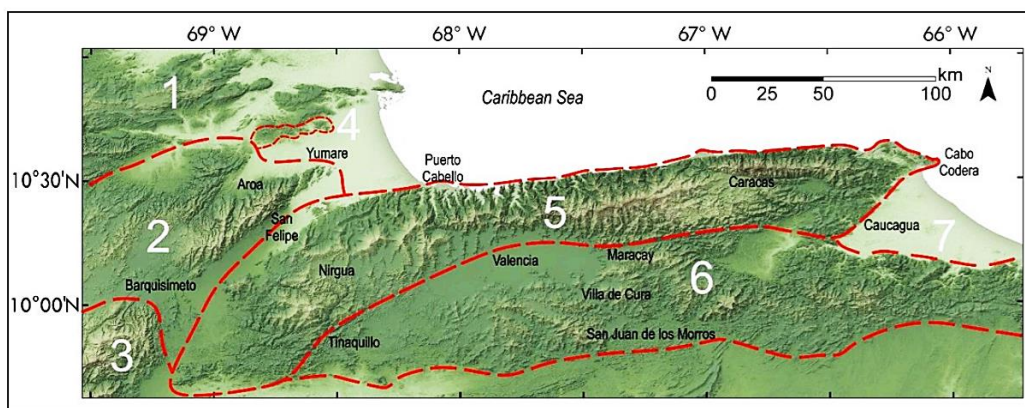 69° W
68° W
67° W
66° W
10°30'N
10°00'N
km
0
25
50
100
N
Caribbean Sea
1
4
Yumare
Puerto
Cabello
Cabo
Codera
Aroa
Caracas
2
San
Felipe
5
Caucagua
7
Nirgua
Valencia
Maracay
6
Barquisimeto
Villa de Cura
3
Tinaquillo
San Juan de los Morros